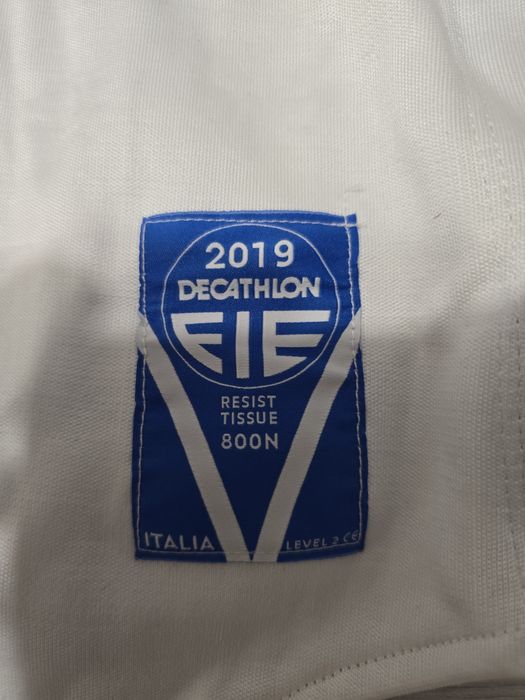 2019
DECATHLON
FIE
RESIST
TISSUE
800N
ITALIA
LEVEL 2 CE